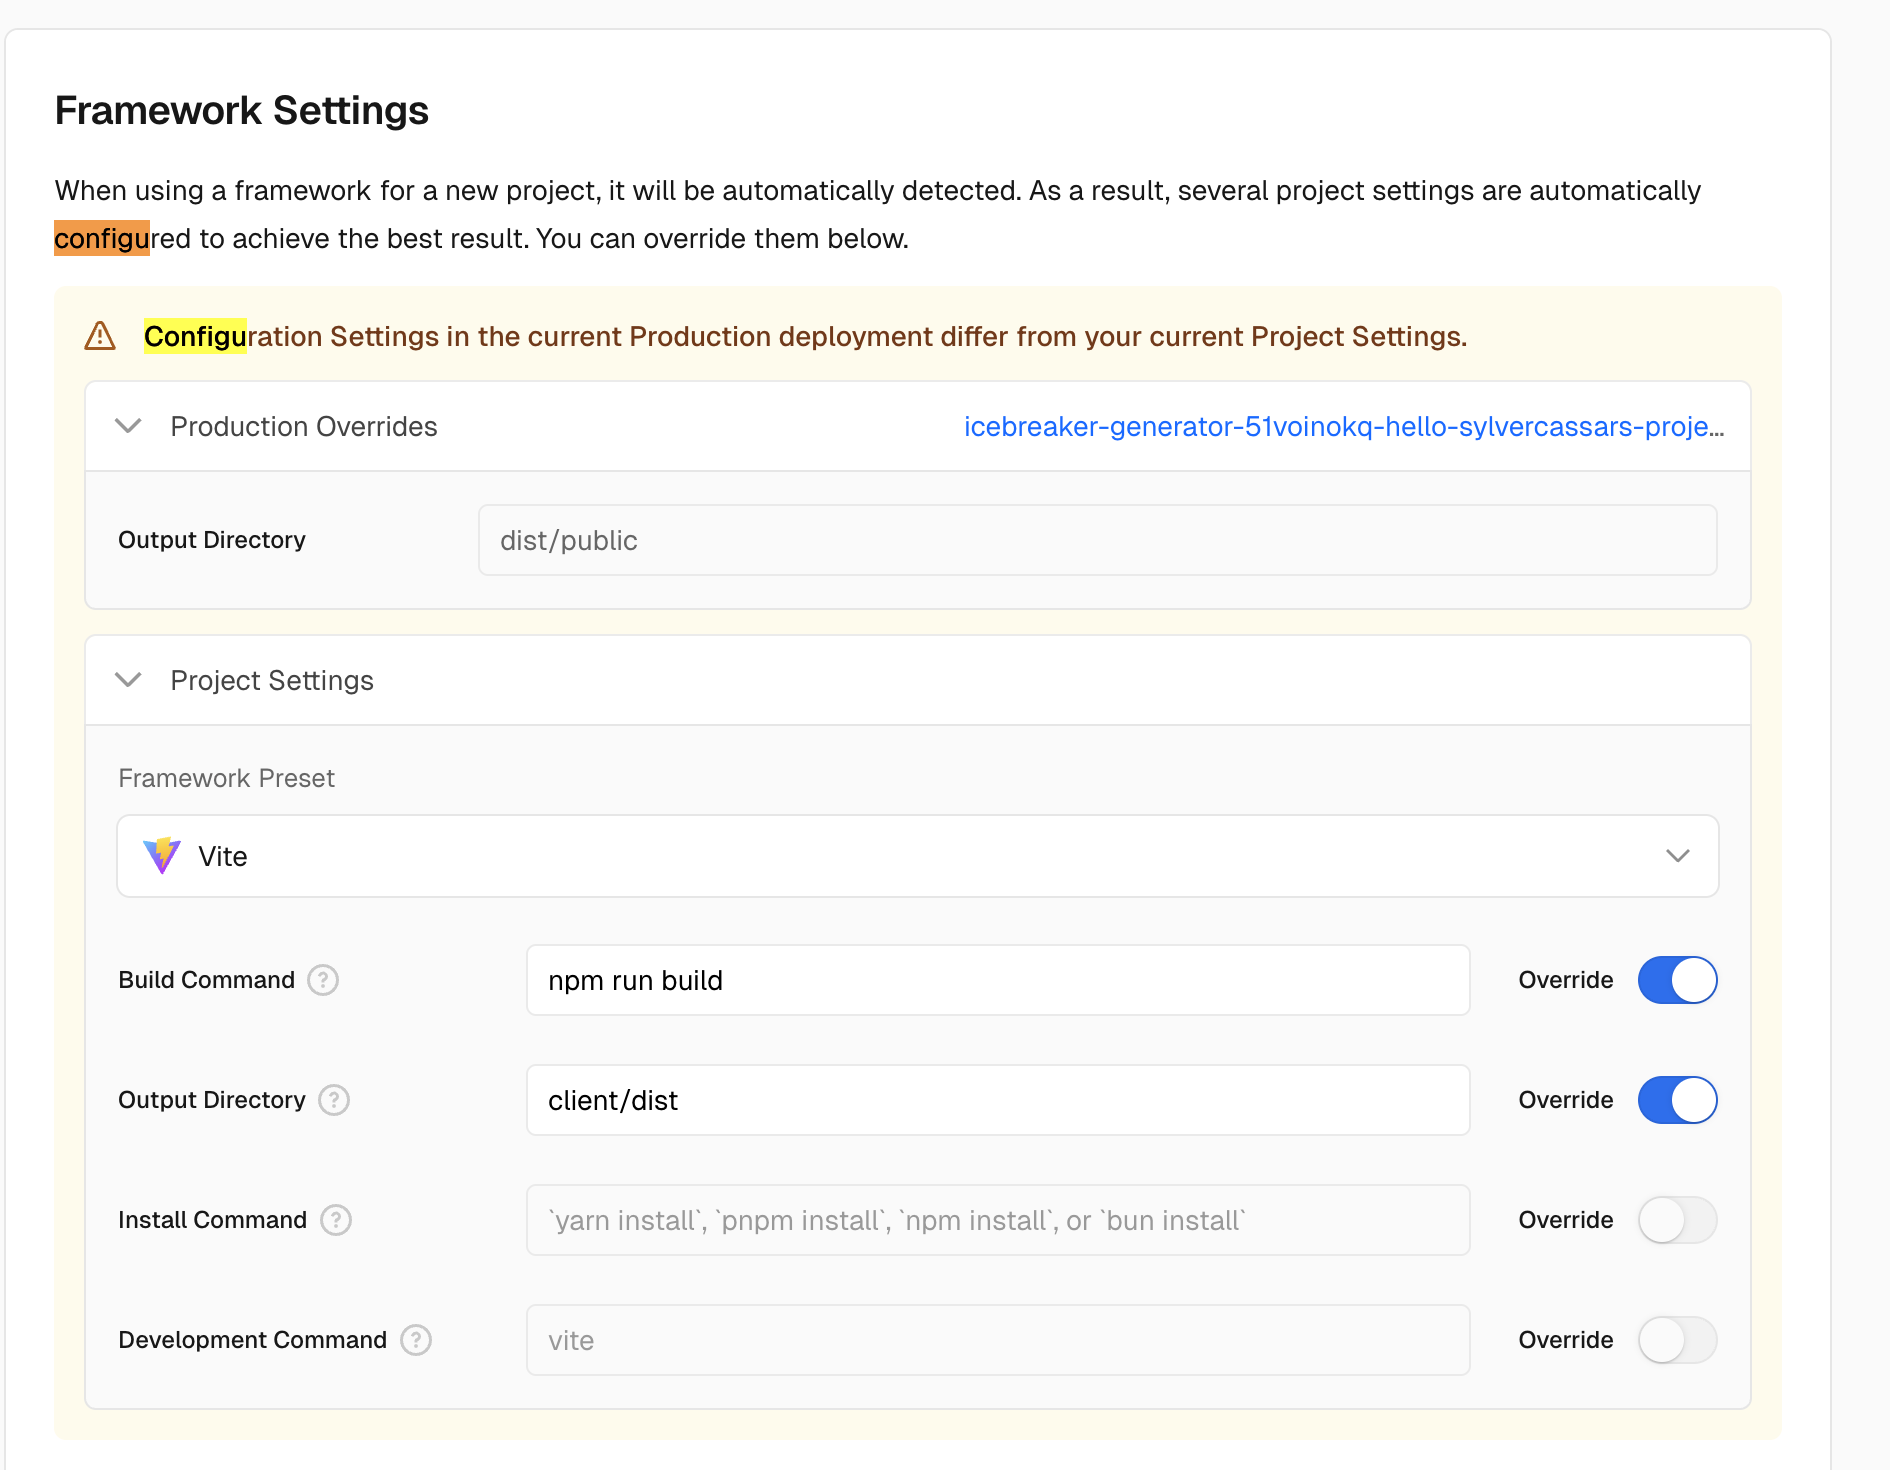 Framework Settings
When using a framework for a new project, it will be automatically detected. As a result, several project settings are automatically
configured to achieve the best result. You can override them below.
Configuration Settings in the current Production deployment differ from your current Project Settings.
Production Overrides icebreaker-generator-51voinokq-hello-sylvercassars-proje...
Output Directory dist/public
Project Settings
Framework Preset
Vite
Build Command ? npm run build Override
Output Directory ? client/dist Override
Install Command ? `yarn install`, `pnpm install`, `npm install`, or `bun install` Override
Development Command ? vite Override